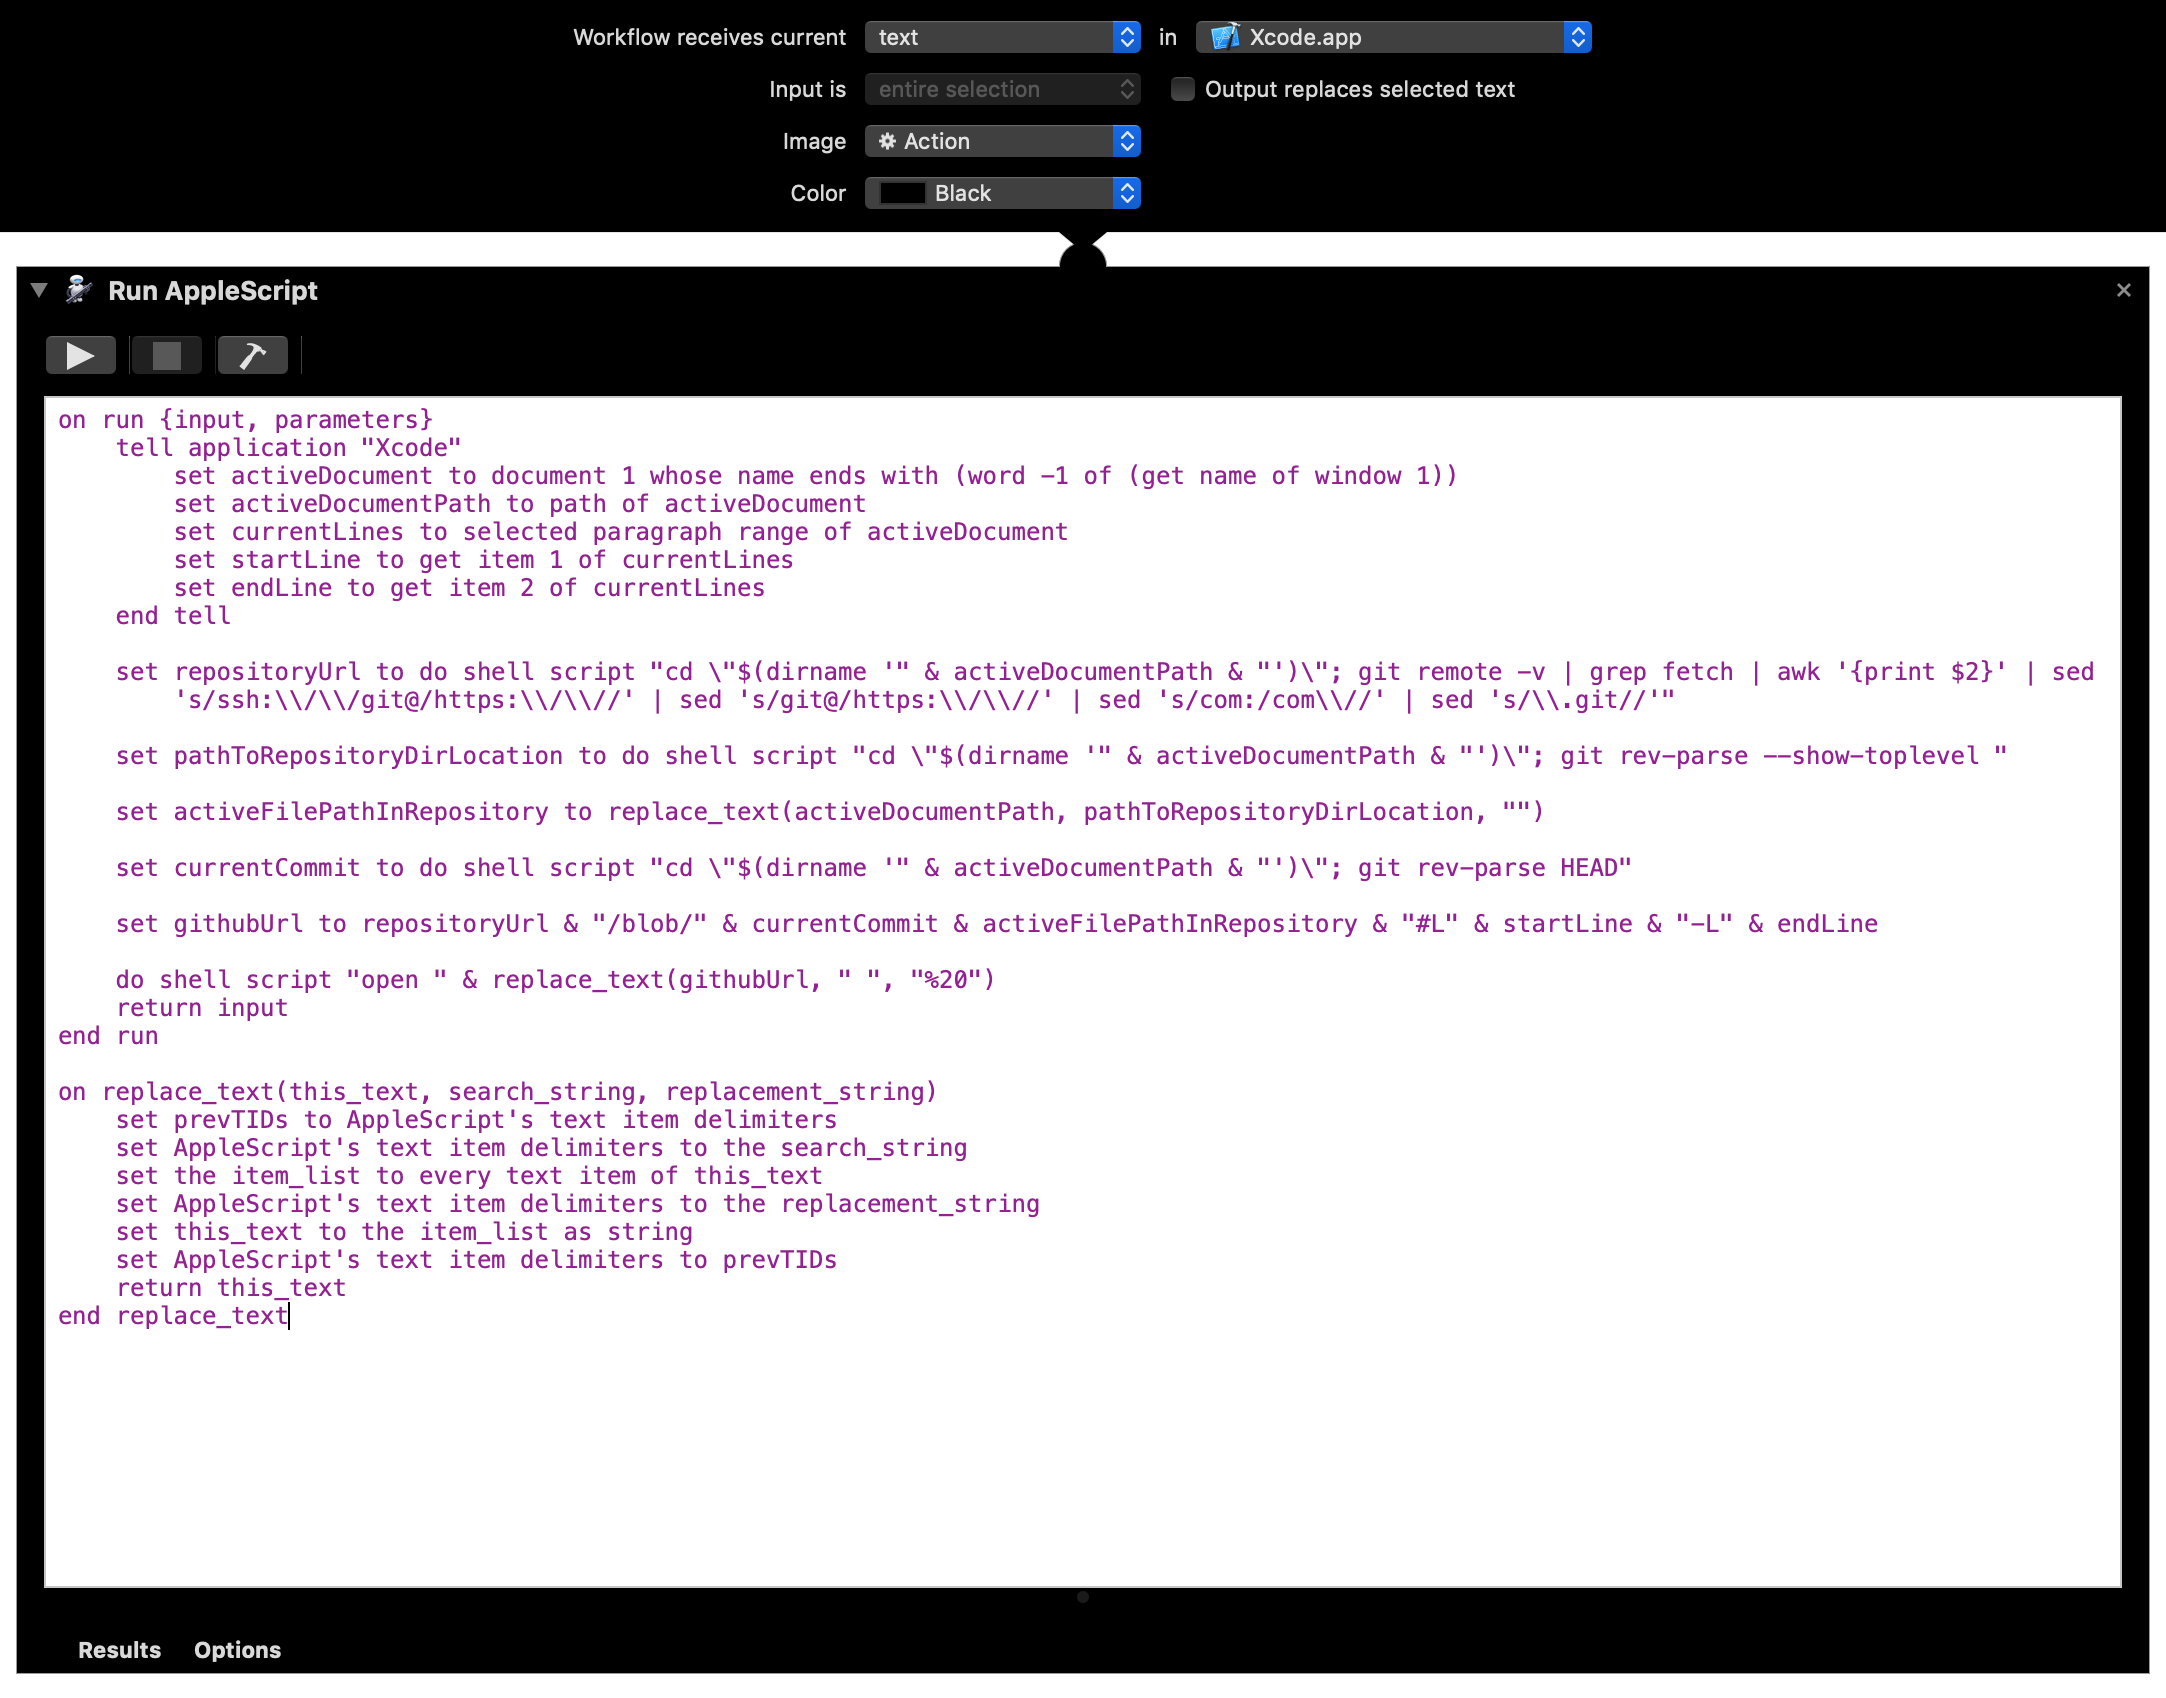 Workflow receives current text in Xcode.app
Input is entire selection Output replaces selected text
Image Action
Color Black
Run AppleScript
on run {input, parameters}
    tell application "Xcode"
        set activeDocument to document 1 whose name ends with (word -1 of (get name of window 1))
        set activeDocumentPath to path of activeDocument
        set currentLines to selected paragraph range of activeDocument
        set startLine to get item 1 of currentLines
        set endLine to get item 2 of currentLines
    end tell
    set repositoryUrl to do shell script "cd \"$(dirname '" & activeDocumentPath & "')\"; git remote -v | grep fetch | awk '{print $2}' | sed
        's/ssh:\\/\\/git@/https:\\/\\//' | sed 's/git@/https:\\/\\//' | sed 's/com:/com\\//' | sed 's/\\.git//'"
    set pathToRepositoryDirLocation to do shell script "cd \"$(dirname '" & activeDocumentPath & "')\"; git rev-parse --show-toplevel "
    set activeFilePathInRepository to replace_text(activeDocumentPath, pathToRepositoryDirLocation, "")
    set currentCommit to do shell script "cd \"$(dirname '" & activeDocumentPath & "')\"; git rev-parse HEAD"
    set githubUrl to repositoryUrl & "/blob/" & currentCommit & activeFilePathInRepository & "#L" & startLine & "-L" & endLine
    do shell script "open " & replace_text(githubUrl, " ", "%20")
    return input
end run
on replace_text(this_text, search_string, replacement_string)
    set prevTIDs to AppleScript's text item delimiters
    set AppleScript's text item delimiters to the search_string
    set the item_list to every text item of this_text
    set AppleScript's text item delimiters to the replacement_string
    set this_text to the item_list as string
    set AppleScript's text item delimiters to prevTIDs
    return this_text
end replace_text
Results Options